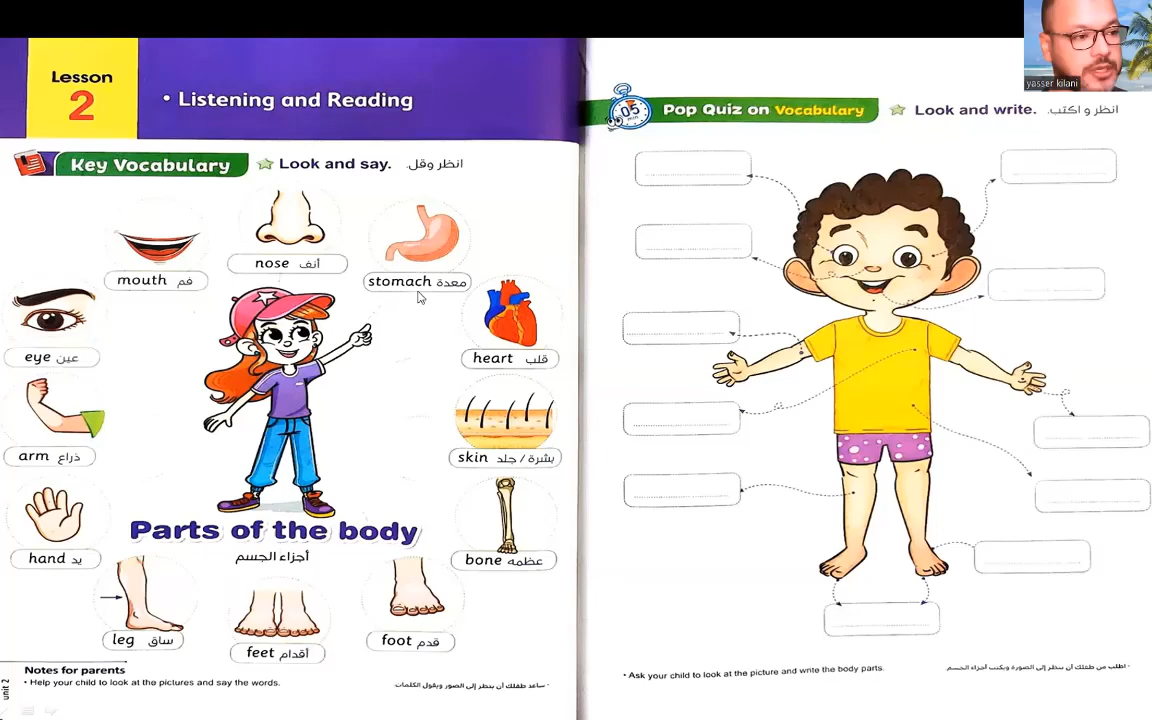 yasser kilani
Lesson
2
• Listening and Reading
Key Vocabulary
Look and say. انظر وقل.
mouth فم
nose أنف
stomach معدة
eye عين
heart قلب
arm ذراع
skin بشرة / جلد
hand يد
Parts of the body
أجزاء الجسم
bone عظمه
leg ساق
feet أقدام
foot قدم
Notes for parents
• Help your child to look at the pictures and say the words.
- ساعد طفلك أن ينظر إلى الصور ويقول الكلمات
unit 2
05
min
Pop Quiz on Vocabulary
Look and write. انظر و اكتب.
• Ask your child to look at the picture and write the body parts.
- اطلب من طفلك أن ينظر إلى الصورة ويكتب أجزاء الجسم